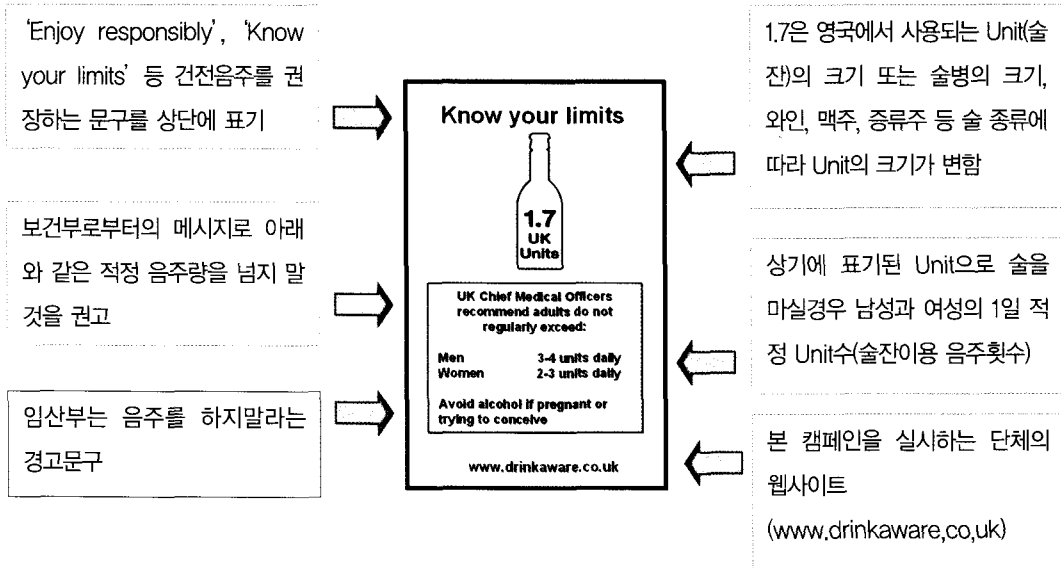 'Enjoy responsibly', 'Know
your limits' 등 건전음주를 권
장하는 문구를 상단에 표기
보건부로부터의 메시지로 아래
와 같은 적정 음주량을 넘지 말
것을 권고
임산부는 음주를 하지말라는
경고문구
Know your limits
1.7
UK
Units
UK Chief Medical Officers
recommend adults do not
regularly exceed:
Men 3-4 units daily
Women 2-3 units daily
Avoid alcohol if pregnant or
trying to conceive
www.drinkaware.co.uk
1.7은 영국에서 사용되는 Unit(술
잔)의 크기 또는 술병의 크기,
와인, 맥주, 증류주 등 술 종류에
따라 Unit의 크기가 변함
상기에 표기된 Unit으로 술을
마실경우 남성과 여성의 1일 적
정 Unit수(술잔이용 음주횟수)
본 캠페인을 실시하는 단체의
웹사이트
(www.drinkaware,co,uk)